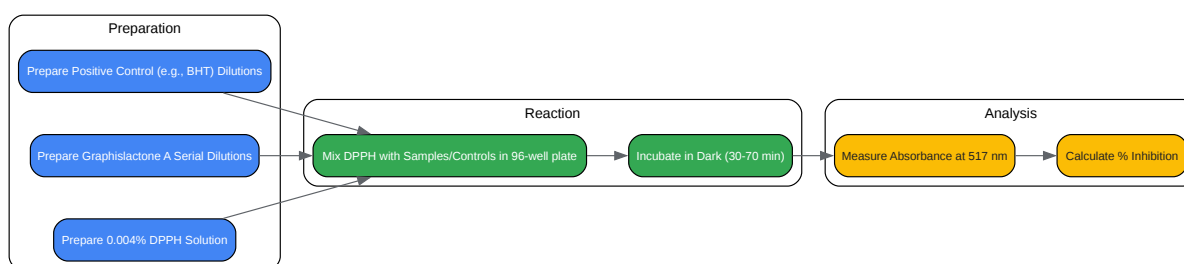 Preparation
Prepare Positive Control (e.g., BHT) Dilutions
Prepare Graphislactone A Serial Dilutions
Prepare 0.004% DPPH Solution
Reaction
Mix DPPH with Samples/Controls in 96-well plate
Incubate in Dark (30-70 min)
Analysis
Measure Absorbance at 517 nm
Calculate % Inhibition